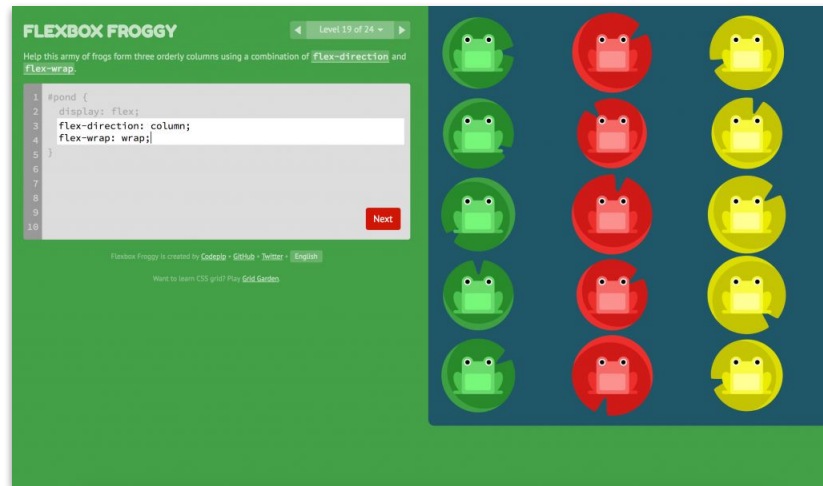 FLEXBOX FROGGY
Level 19 of 24
Help this army of frogs form three orderly columns using a combination of flex-direction and
flex-wrap.
1 #pond {
2 display: flex;
3 flex-direction: column;
4 flex-wrap: wrap;
5 }
6
7
8
9
10
Next
Flexbox Froggy is created by Codepip • GitHub • Twitter • English
Want to learn CSS grid? Play Grid Garden.